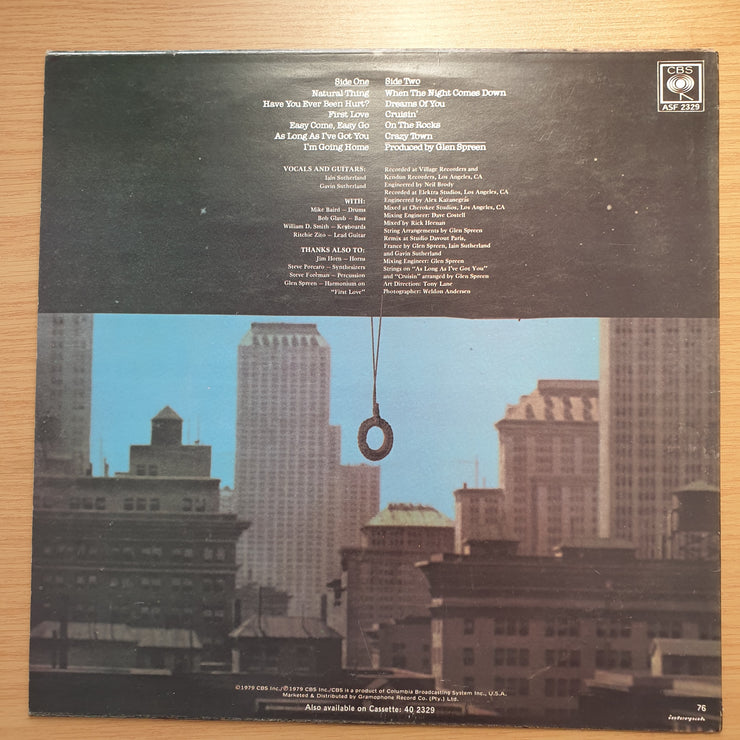 Side One
Natural Thing
Have You Ever Been Hurt?
First Love
Easy Come, Easy Go
As Long As I've Got You
I'm Going Home
Side Two
When The Night Comes Down
Dreams Of You
Cruisin'
On The Rocks
Crazy Town
Produced by Glen Spreen
CBS
ASF 2329
VOCALS AND GUITARS:
Iain Sutherland
Gavin Sutherland
WITH:
Mike Baird – Drums
Bob Glaub – Bass
William D. Smith – Keyboards
Ritchie Zito – Lead Guitar
THANKS ALSO TO:
Jim Horn – Horns
Steve Porcaro – Synthesizers
Steve Forman – Percussion
Glen Spreen – Harmonium on
"First Love"
Recorded at Village Recorders and
Kendun Recorders, Los Angeles, CA
Engineered by Neil Brody
Recorded at Elektra Studios, Los Angeles, CA
Engineered by Alex Kazanegras
Mixed at Cherokee Studios, Los Angeles, CA
Mixing Engineer: Dave Costell
Mixed by Rick Heenan
String Arrangements by Glen Spreen
Remix at Studio Davout Paris,
France by Glen Spreen, Iain Sutherland
and Gavin Sutherland
Mixing Engineer: Glen Spreen
Strings on "As Long As I've Got You"
and "Cruisin" arranged by Glen Spreen
Art Direction: Tony Lane
Photographer: Weldon Andersen
©1979 CBS Inc./℗1979 CBS Inc./CBS is a product of Columbia Broadcasting System Inc., U.S.A.
Marketed & Distributed by Gramophone Record Co. (Pty.) Ltd.
Also available on Cassette: 40 2329
76
interpak